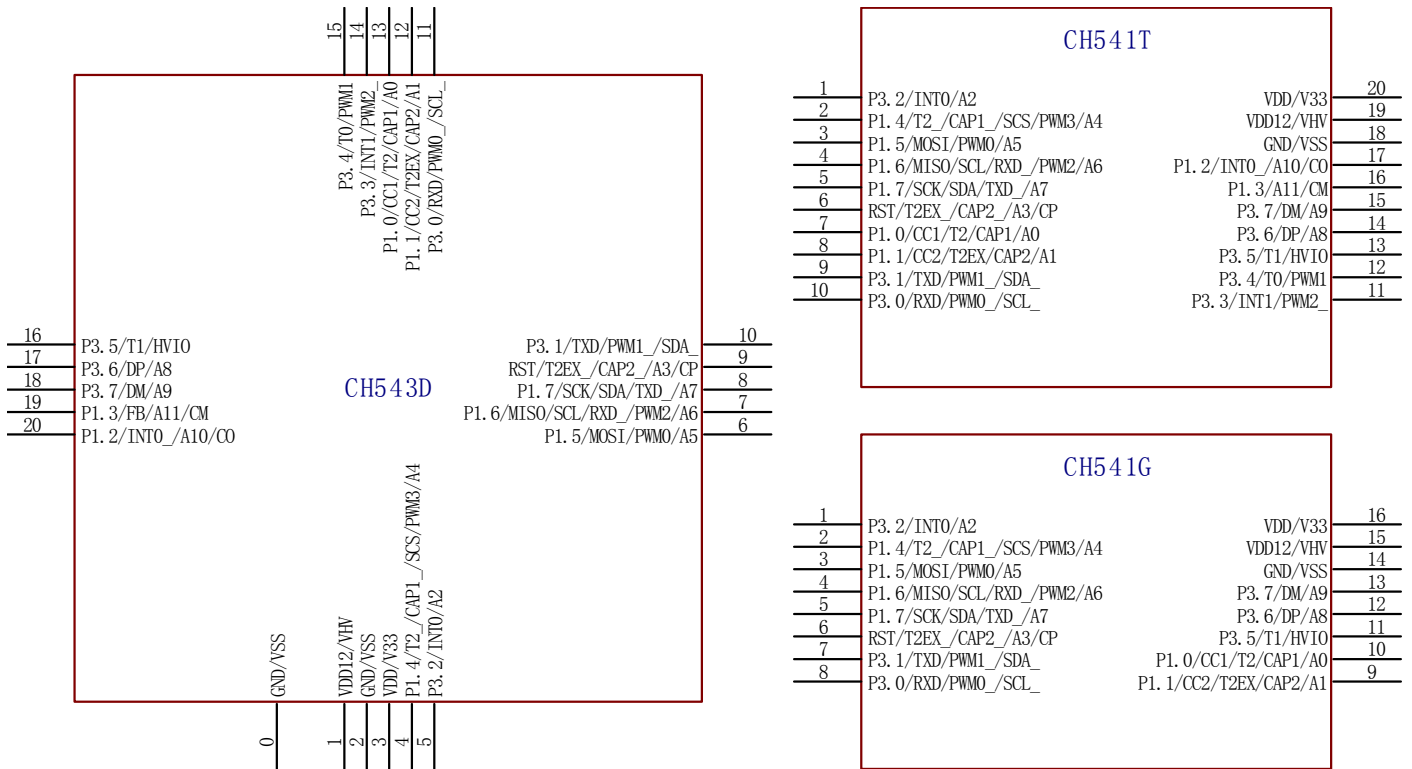 15
14
13
12
11
P3.4/T0/PWM1
P3.3/INT1/PWM2_
P1.0/CC1/T2/CAP1/A0
P1.1/CC2/T2EX/CAP2/A1
P3.0/RXD/PWM0_/SCL_
16 P3.5/T1/HVIO
17 P3.6/DP/A8
18 P3.7/DM/A9
19 P1.3/FB/A11/CM
20 P1.2/INT0_/A10/CO
CH543D
P3.1/TXD/PWM1_/SDA_ 10
RST/T2EX_/CAP2_/A3/CP 9
P1.7/SCK/SDA/TXD_/A7 8
P1.6/MISO/SCL/RXD_/PWM2/A6 7
P1.5/MOSI/PWM0/A5 6
GND/VSS
VDD12/VHV
GND/VSS
VDD/V33
P1.4/T2_/CAP1_/SCS/PWM3/A4
P3.2/INT0/A2
0
1
2
3
4
5
CH541T
1 P3.2/INT0/A2 VDD/V33 20
2 P1.4/T2_/CAP1_/SCS/PWM3/A4 VDD12/VHV 19
3 P1.5/MOSI/PWM0/A5 GND/VSS 18
4 P1.6/MISO/SCL/RXD_/PWM2/A6 P1.2/INT0_/A10/CO 17
5 P1.7/SCK/SDA/TXD_/A7 P1.3/A11/CM 16
6 RST/T2EX_/CAP2_/A3/CP P3.7/DM/A9 15
7 P1.0/CC1/T2/CAP1/A0 P3.6/DP/A8 14
8 P1.1/CC2/T2EX/CAP2/A1 P3.5/T1/HVIO 13
9 P3.1/TXD/PWM1_/SDA_ P3.4/T0/PWM1 12
10 P3.0/RXD/PWM0_/SCL_ P3.3/INT1/PWM2_ 11
CH541G
1 P3.2/INT0/A2 VDD/V33 16
2 P1.4/T2_/CAP1_/SCS/PWM3/A4 VDD12/VHV 15
3 P1.5/MOSI/PWM0/A5 GND/VSS 14
4 P1.6/MISO/SCL/RXD_/PWM2/A6 P3.7/DM/A9 13
5 P1.7/SCK/SDA/TXD_/A7 P3.6/DP/A8 12
6 RST/T2EX_/CAP2_/A3/CP P3.5/T1/HVIO 11
7 P3.1/TXD/PWM1_/SDA_ P1.0/CC1/T2/CAP1/A0 10
8 P3.0/RXD/PWM0_/SCL_ P1.1/CC2/T2EX/CAP2/A1 9